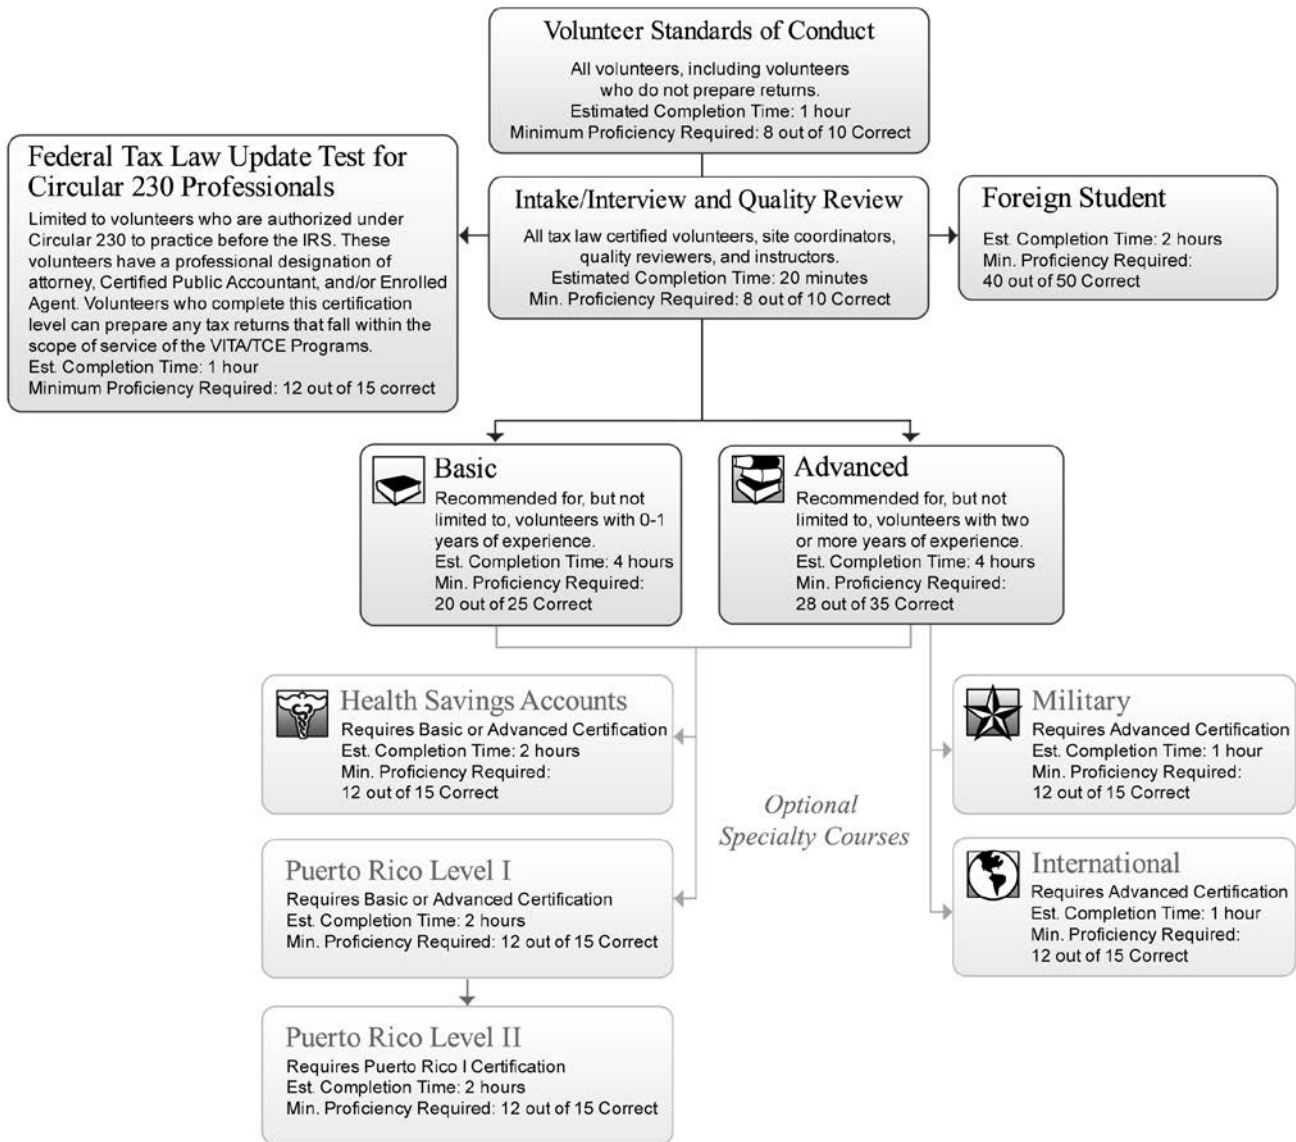 Volunteer Standards of Conduct
All volunteers, including volunteers
who do not prepare returns.
Estimated Completion Time: 1 hour
Minimum Proficiency Required: 8 out of 10 Correct
Federal Tax Law Update Test for
Circular 230 Professionals
Limited to volunteers who are authorized under
Circular 230 to practice before the IRS. These
volunteers have a professional designation of
attorney, Certified Public Accountant, and/or Enrolled
Agent. Volunteers who complete this certification
level can prepare any tax returns that fall within the
scope of service of the VITA/TCE Programs.
Est. Completion Time: 1 hour
Minimum Proficiency Required: 12 out of 15 correct
Intake/Interview and Quality Review
All tax law certified volunteers, site coordinators,
quality reviewers, and instructors.
Estimated Completion Time: 20 minutes
Min. Proficiency Required: 8 out of 10 Correct
Foreign Student
Est. Completion Time: 2 hours
Min. Proficiency Required:
40 out of 50 Correct
Basic
Recommended for, but not
limited to, volunteers with 0-1
years of experience.
Est. Completion Time: 4 hours
Min. Proficiency Required:
20 out of 25 Correct
Advanced
Recommended for, but not
limited to, volunteers with two
or more years of experience.
Est. Completion Time: 4 hours
Min. Proficiency Required:
28 out of 35 Correct
Health Savings Accounts
Requires Basic or Advanced Certification
Est. Completion Time: 2 hours
Min. Proficiency Required:
12 out of 15 Correct
Military
Requires Advanced Certification
Est. Completion Time: 1 hour
Min. Proficiency Required:
12 out of 15 Correct
Optional
Specialty Courses
Puerto Rico Level I
Requires Basic or Advanced Certification
Est. Completion Time: 2 hours
Min. Proficiency Required: 12 out of 15 Correct
International
Requires Advanced Certification
Est. Completion Time: 1 hour
Min. Proficiency Required:
12 out of 15 Correct
Puerto Rico Level II
Requires Puerto Rico I Certification
Est. Completion Time: 2 hours
Min. Proficiency Required: 12 out of 15 Correct